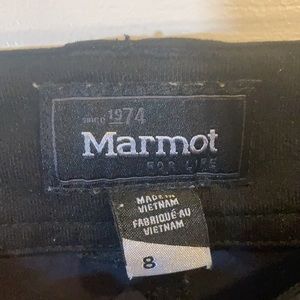 SINCE 1974
Marmot
FOR LIFE
MADE IN
VIETNAM
FABRIQUÉ AU
VIETNAM
8